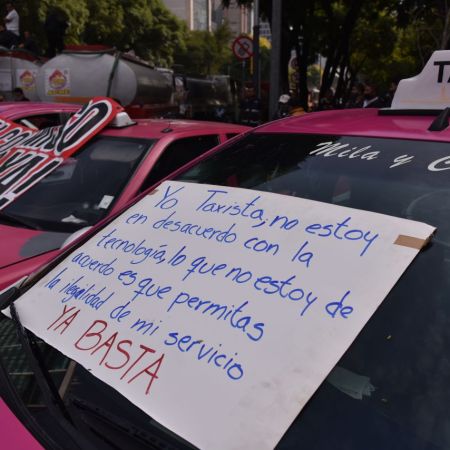 Yo Taxista, no estoy
en desacuerdo con la
tecnología, lo que no estoy de
acuerdo es que permitas
la ilegalidad de mi servicio
YA BASTA
Mila y
TA